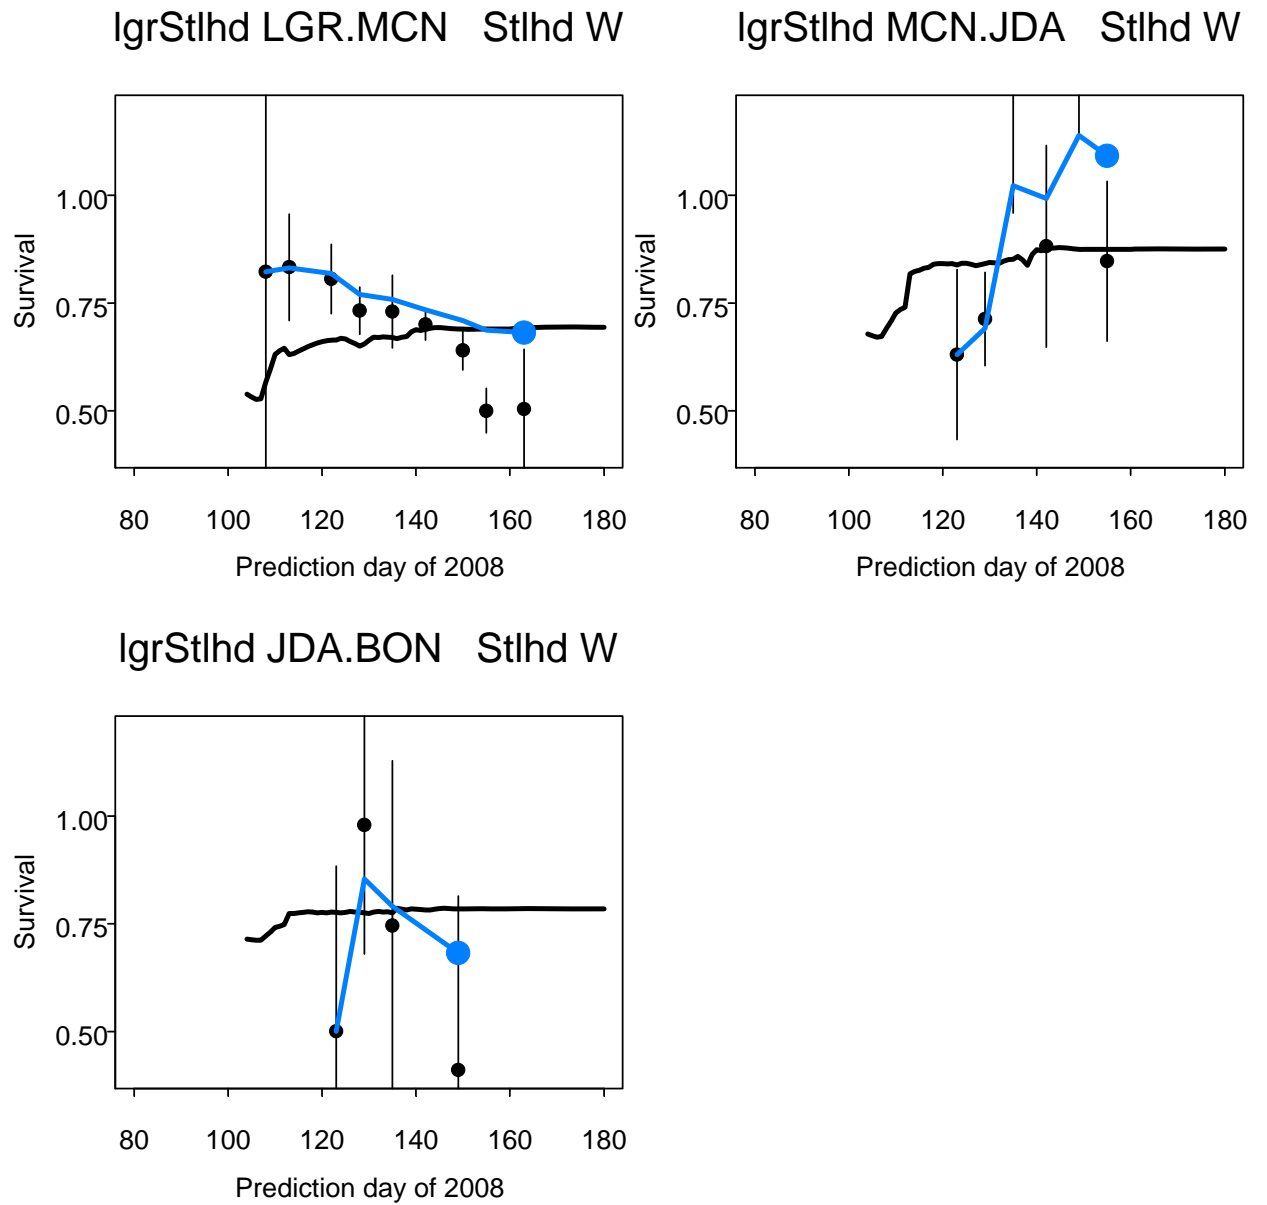 lgrStlhd LGR.MCN Stlhd W
Survival
1.00
0.75
0.50
80 100 120 140 160 180
Prediction day of 2008
lgrStlhd MCN.JDA Stlhd W
Survival
1.00
0.75
0.50
80 100 120 140 160 180
Prediction day of 2008
lgrStlhd JDA.BON Stlhd W
Survival
1.00
0.75
0.50
80 100 120 140 160 180
Prediction day of 2008